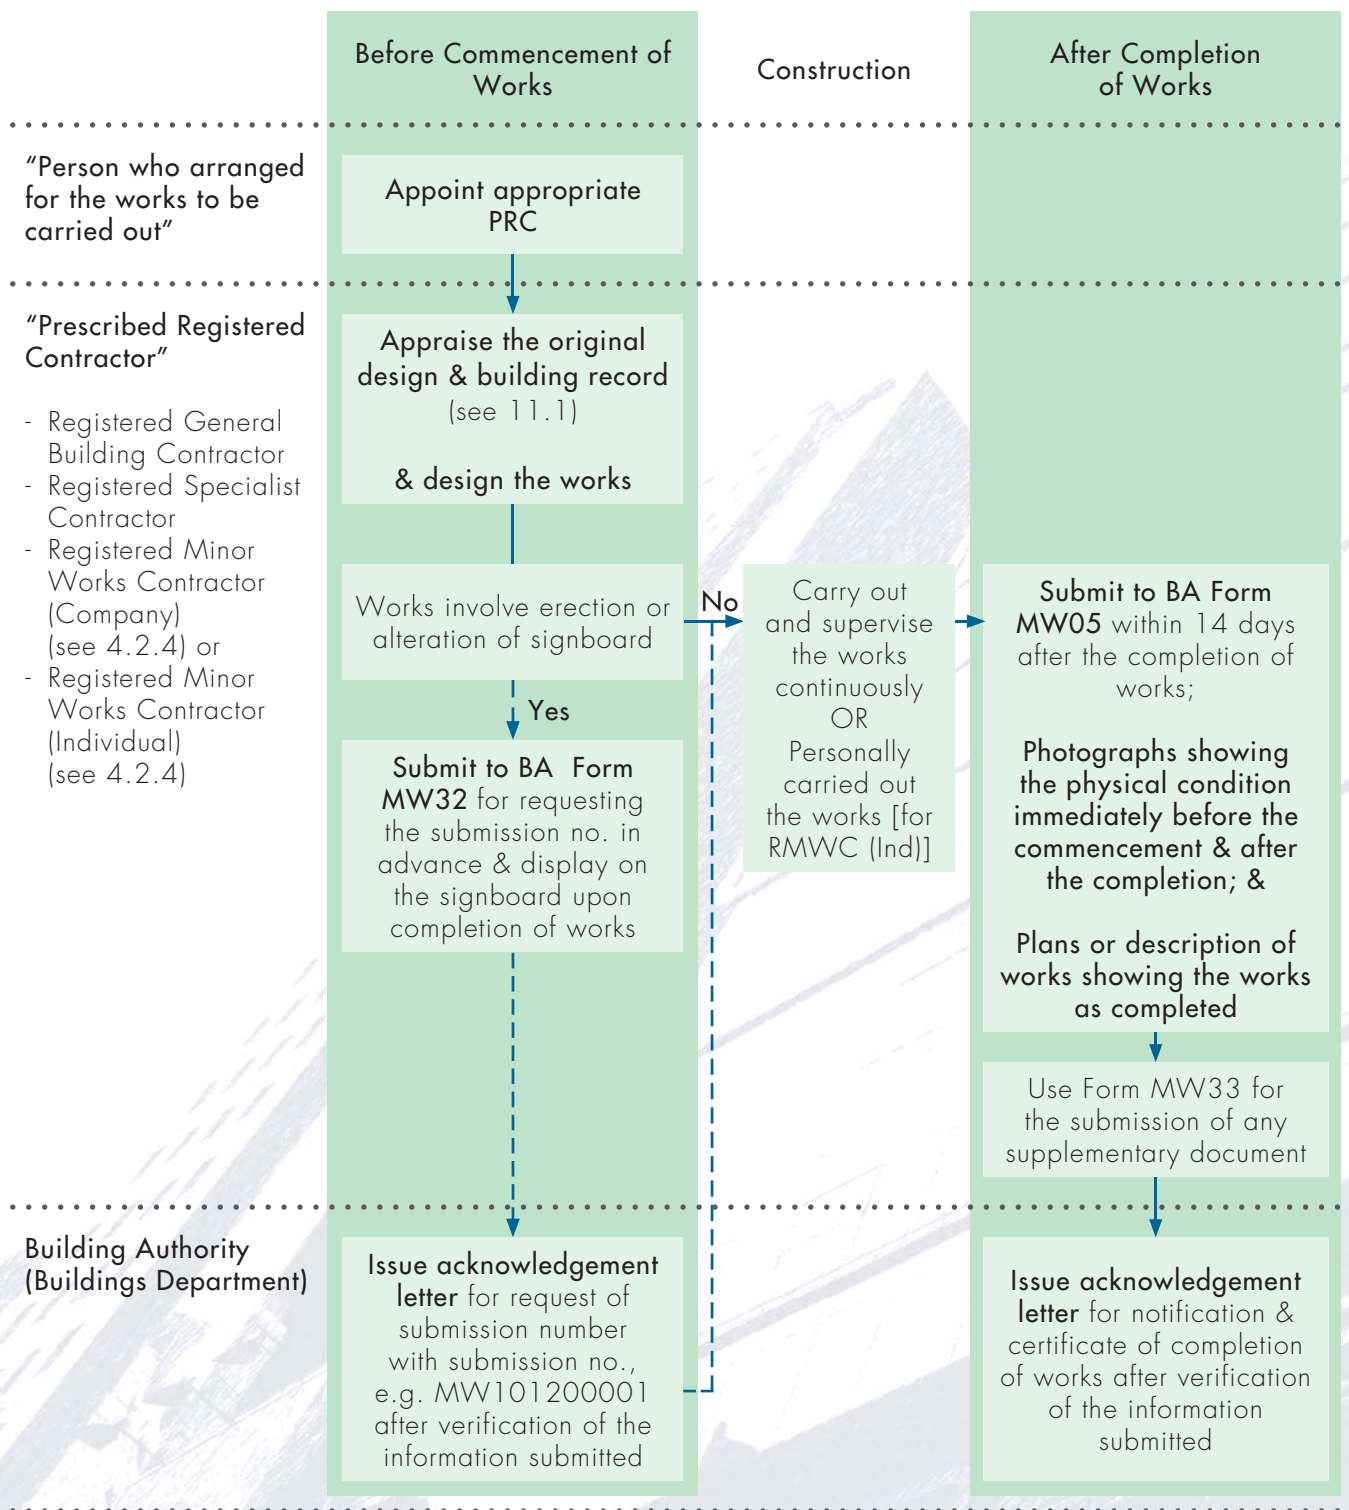 Before Commencement of
Works
Construction
After Completion
of Works
“Person who arranged
for the works to be
carried out”
Appoint appropriate
PRC
“Prescribed Registered
Contractor”
- Registered General
Building Contractor
- Registered Specialist
Contractor
- Registered Minor
Works Contractor
(Company)
(see 4.2.4) or
- Registered Minor
Works Contractor
(Individual)
(see 4.2.4)
Appraise the original
design & building record
(see 11.1)
& design the works
Works involve erection or
alteration of signboard
No
Yes
Submit to BA Form
MW32 for requesting
the submission no. in
advance & display on
the signboard upon
completion of works
Carry out
and supervise
the works
continuously
OR
Personally
carried out
the works [for
RMWC (Ind)]
Submit to BA Form
MW05 within 14 days
after the completion of
works;
Photographs showing
the physical condition
immediately before the
commencement & after
the completion; &
Plans or description of
works showing the works
as completed
Use Form MW33 for
the submission of any
supplementary document
Building Authority
(Buildings Department)
Issue acknowledgement
letter for request of
submission number
with submission no.,
e.g. MW101200001
after verification of the
information submitted
Issue acknowledgement
letter for notification &
certificate of completion
of works after verification
of the information
submitted